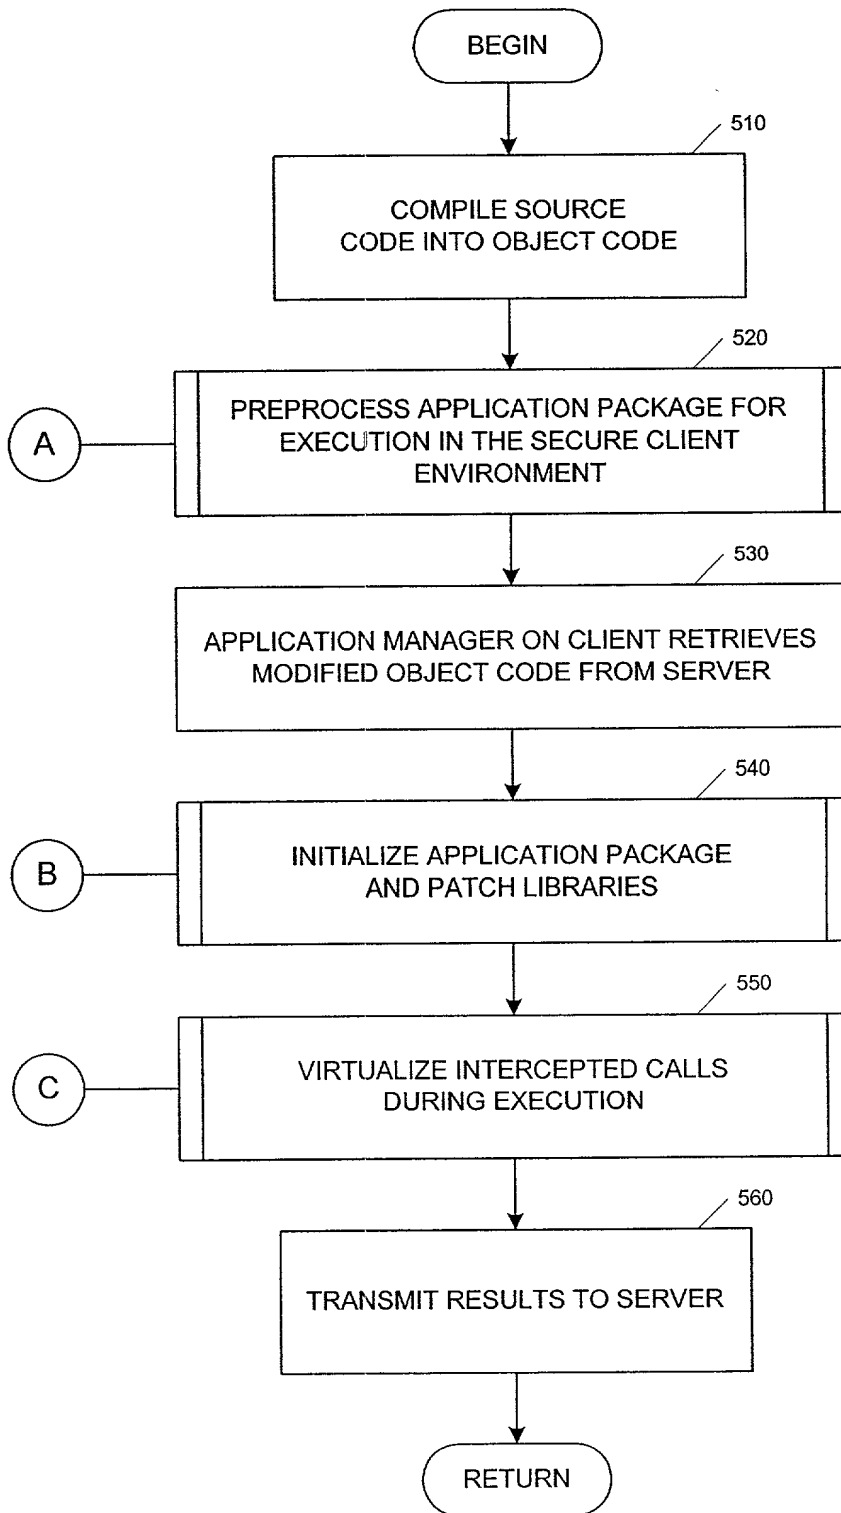 BEGIN
510
COMPILE SOURCE
CODE INTO OBJECT CODE
520
A
PREPROCESS APPLICATION PACKAGE FOR
EXECUTION IN THE SECURE CLIENT
ENVIRONMENT
530
APPLICATION MANAGER ON CLIENT RETRIEVES
MODIFIED OBJECT CODE FROM SERVER
540
B
INITIALIZE APPLICATION PACKAGE
AND PATCH LIBRARIES
550
C
VIRTUALIZE INTERCEPTED CALLS
DURING EXECUTION
560
TRANSMIT RESULTS TO SERVER
RETURN